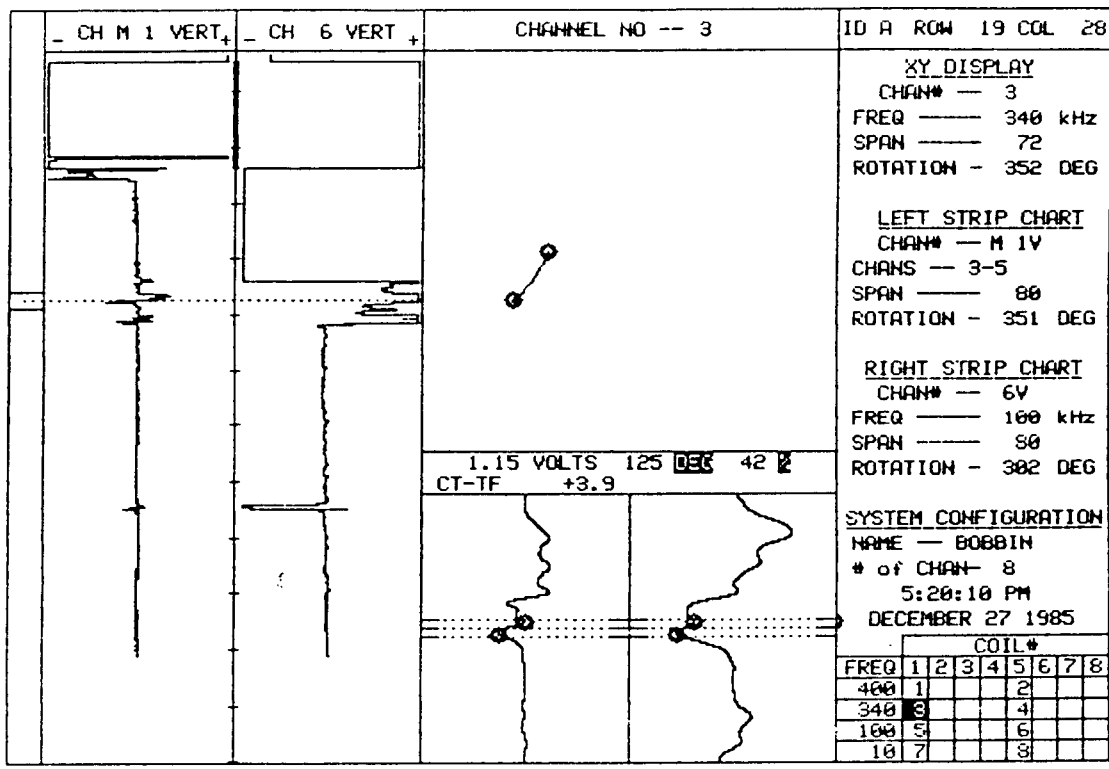 _ CH M 1 VERT + _ CH 6 VERT + CHANNEL NO -- 3 ID A ROW 19 COL 28
XY DISPLAY
CHAN# -- 3
FREQ ----- 340 kHz
SPAN ----- 72
ROTATION - 352 DEG
LEFT STRIP CHART
CHAN# -- M 1V
CHANS -- 3-5
SPAN ----- 80
ROTATION - 351 DEG
RIGHT STRIP CHART
CHAN# -- 6V
FREQ ----- 100 kHz
SPAN ----- 80
ROTATION - 302 DEG
1.15 VOLTS 125 DEG 42 %
CT-TF +3.9
SYSTEM CONFIGURATION
NAME -- BOBBIN
# of CHAN- 8
5:20:10 PM
DECEMBER 27 1985
COIL#
FREQ 1 2 3 4 5 6 7 8
400 1 2
340 3 4
100 5 6
10 7 8